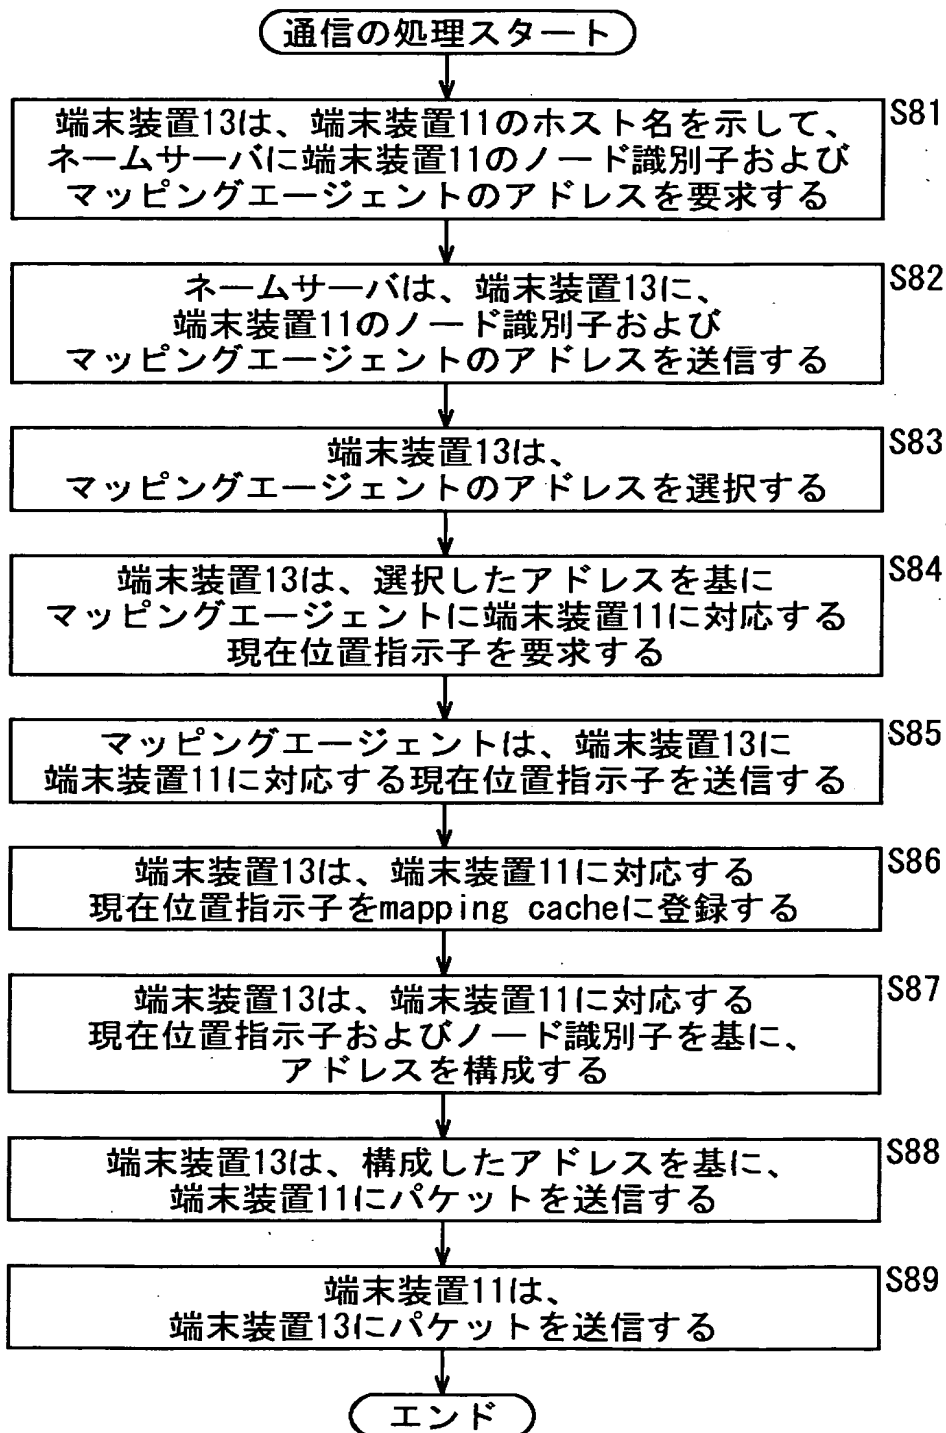 通信の処理スタート
S81
端末装置13は、端末装置11のホスト名を示して、
ネームサーバに端末装置11のノード識別子および
マッピングエージェントのアドレスを要求する
S82
ネームサーバは、端末装置13に、
端末装置11のノード識別子および
マッピングエージェントのアドレスを送信する
S83
端末装置13は、
マッピングエージェントのアドレスを選択する
S84
端末装置13は、選択したアドレスを基に
マッピングエージェントに端末装置11に対応する
現在位置指示子を要求する
S85
マッピングエージェントは、端末装置13に
端末装置11に対応する現在位置指示子を送信する
S86
端末装置13は、端末装置11に対応する
現在位置指示子をmapping cacheに登録する
S87
端末装置13は、端末装置11に対応する
現在位置指示子およびノード識別子を基に、
アドレスを構成する
S88
端末装置13は、構成したアドレスを基に、
端末装置11にパケットを送信する
S89
端末装置11は、
端末装置13にパケットを送信する
エンド